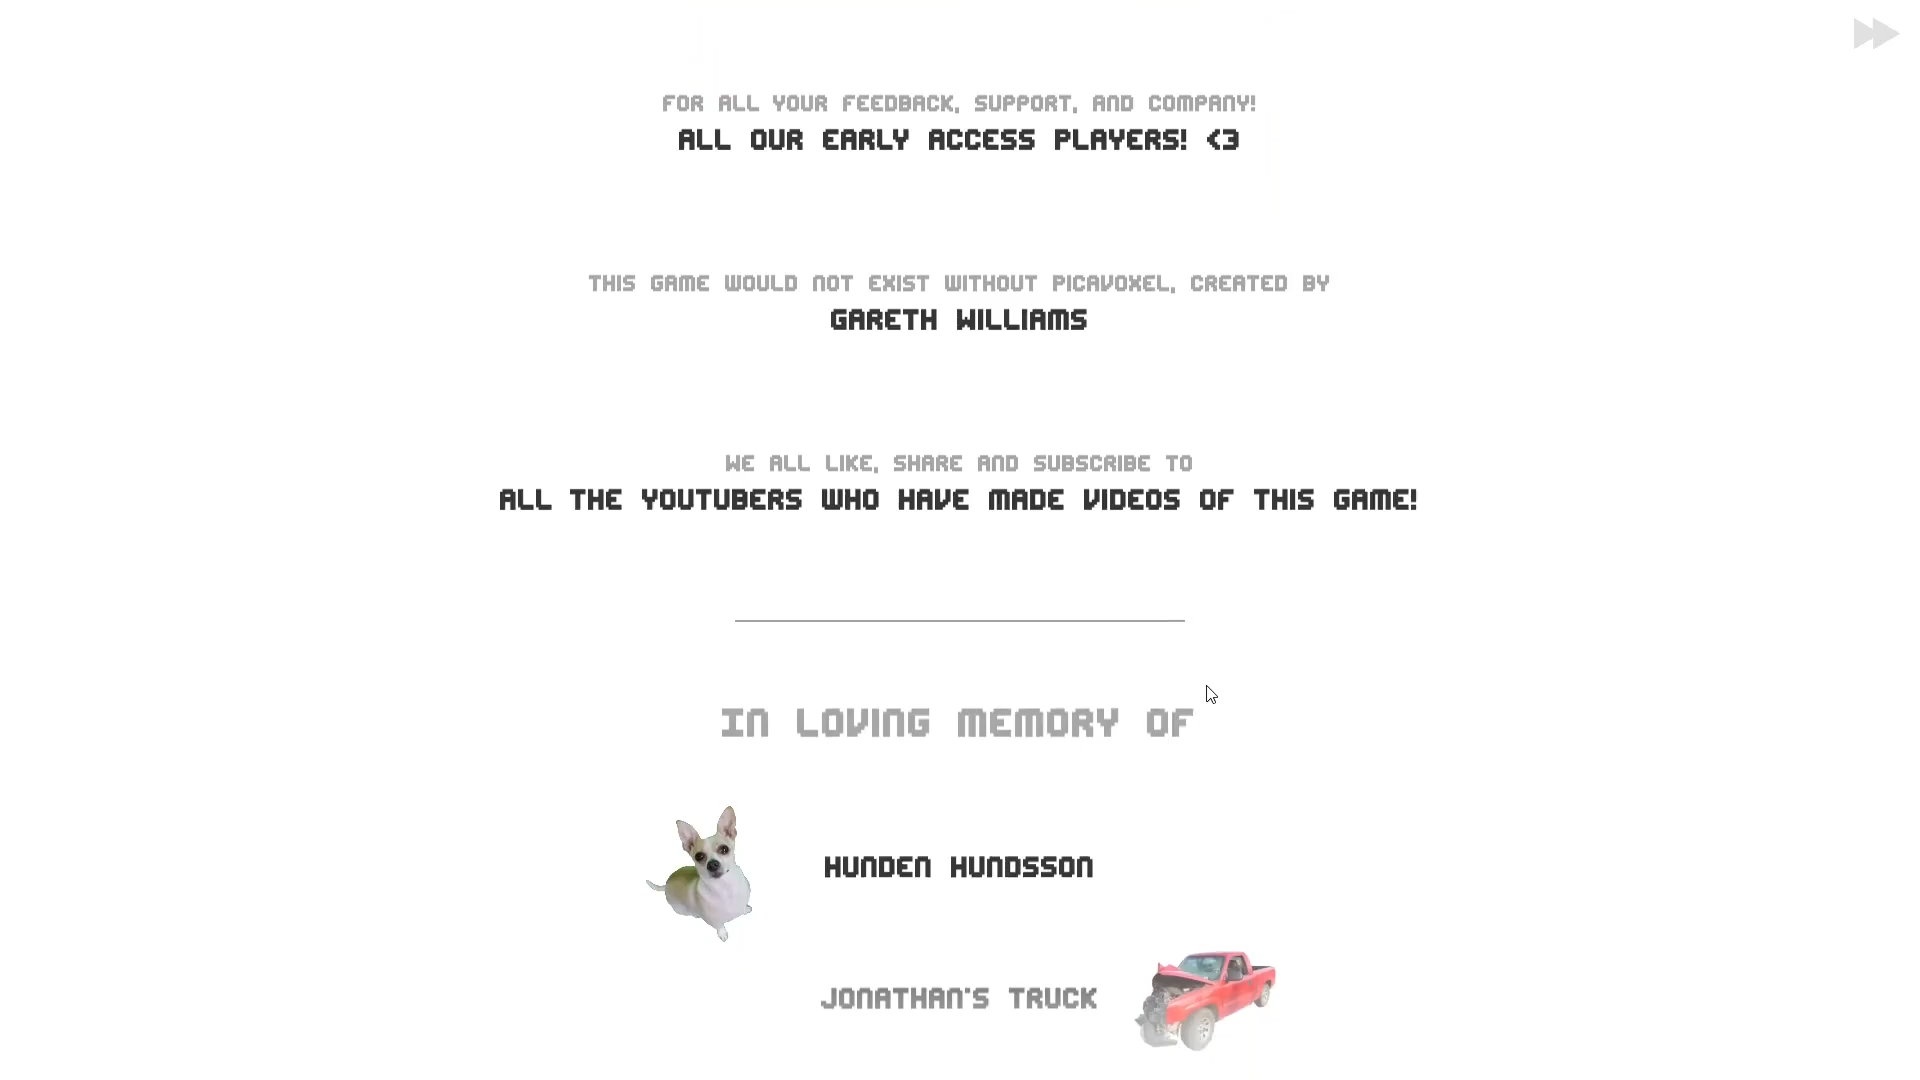 FOR ALL YOUR FEEDBACK, SUPPORT, AND COMPANY!
ALL OUR EARLY ACCESS PLAYERS! <3
THIS GAME WOULD NOT EXIST WITHOUT PICAVOXEL, CREATED BY
GARETH WILLIAMS
WE ALL LIKE, SHARE AND SUBSCRIBE TO
ALL THE YOUTUBERS WHO HAVE MADE VIDEOS OF THIS GAME!
IN LOVING MEMORY OF
HUNDEN HUNDSSON
JONATHAN'S TRUCK